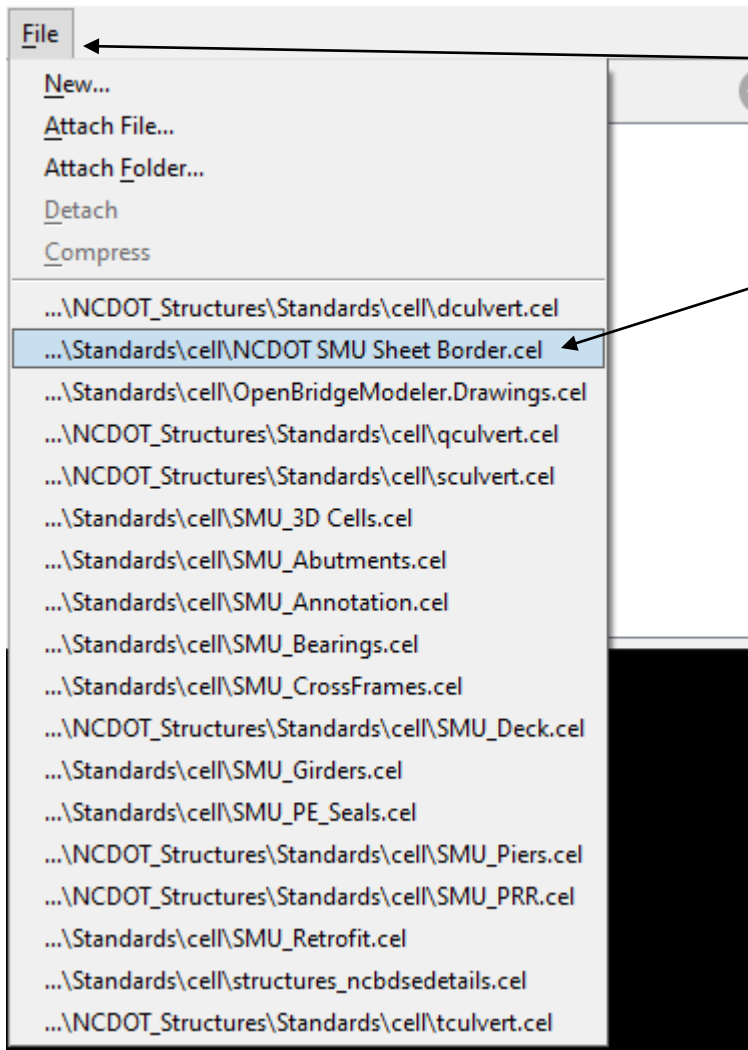 File
New...
Attach File...
Attach Folder...
Detach
Compress
...\NCDOT_Structures\Standards\cell\dculvert.cel
...\Standards\cell\NCDOT SMU Sheet Border.cel
...\Standards\cell\OpenBridgeModeler.Drawings.cel
...\NCDOT_Structures\Standards\cell\qculvert.cel
...\NCDOT_Structures\Standards\cell\sculvert.cel
...\Standards\cell\SMU_3D Cells.cel
...\Standards\cell\SMU_Abutments.cel
...\Standards\cell\SMU_Annotation.cel
...\Standards\cell\SMU_Bearings.cel
...\Standards\cell\SMU_CrossFrames.cel
...\NCDOT_Structures\Standards\cell\SMU_Deck.cel
...\Standards\cell\SMU_Girders.cel
...\Standards\cell\SMU_PE_Seals.cel
...\NCDOT_Structures\Standards\cell\SMU_Piers.cel
...\NCDOT_Structures\Standards\cell\SMU_PRR.cel
...\Standards\cell\SMU_Retrofit.cel
...\Standards\cell\structures_ncbdsedetails.cel
...\NCDOT_Structures\Standards\cell\tculvert.cel